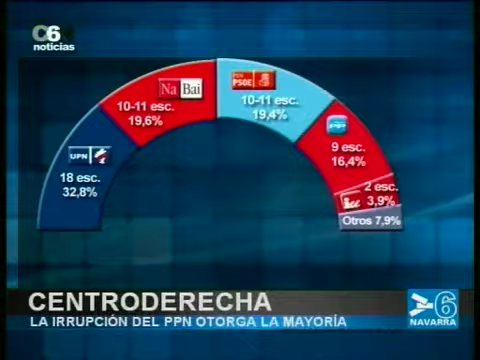 C6
noticias
Na Bai
10-11 esc.
19,6%
PSN
PSOE
10-11 esc.
19,4%
UPN
18 esc.
32,8%
9 esc.
16,4%
2 esc.
3,9%
Otros 7,9%
CENTRODERECHA
LA IRRUPCIÓN DEL PPN OTORGA LA MAYORÍA
6
NAVARRA